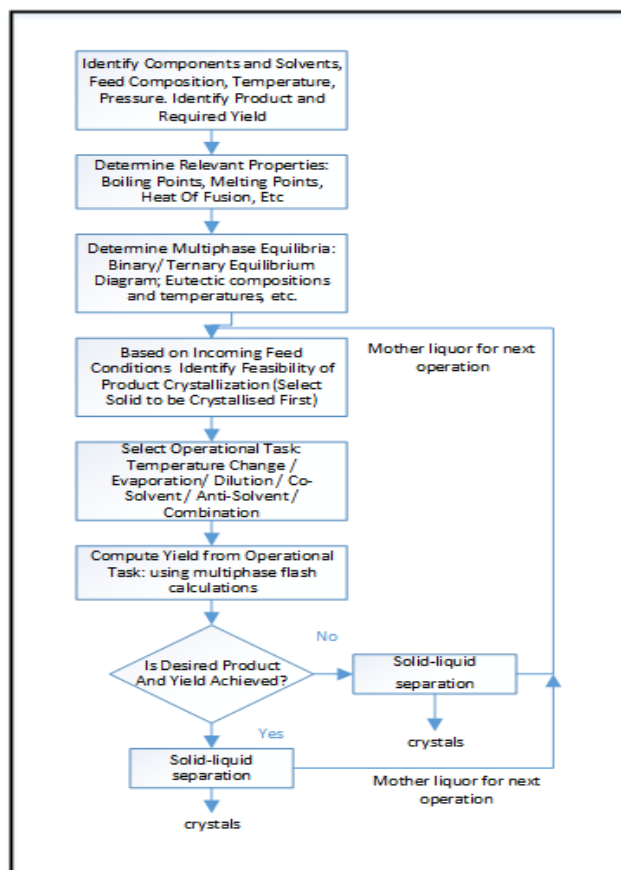 Identify Components and Solvents,
Feed Composition, Temperature,
Pressure. Identify Product and
Required Yield
Determine Relevant Properties:
Boiling Points, Melting Points,
Heat Of Fusion, Etc
Determine Multiphase Equilibria:
Binary/ Ternary Equilibrium
Diagram; Eutectic compositions
and temperatures, etc.
Based on Incoming Feed
Conditions Identify Feasibility of
Product Crystallization (Select
Solid to be Crystallised First)
Mother liquor for next
operation
Select Operational Task:
Temperature Change /
Evaporation/ Dilution / Co-
Solvent / Anti-Solvent /
Combination
Compute Yield from Operational
Task: using multiphase flash
calculations
Is Desired Product
And Yield Achieved?
No
Solid-liquid
separation
crystals
Yes
Solid-liquid
separation
Mother liquor for next
operation
crystals